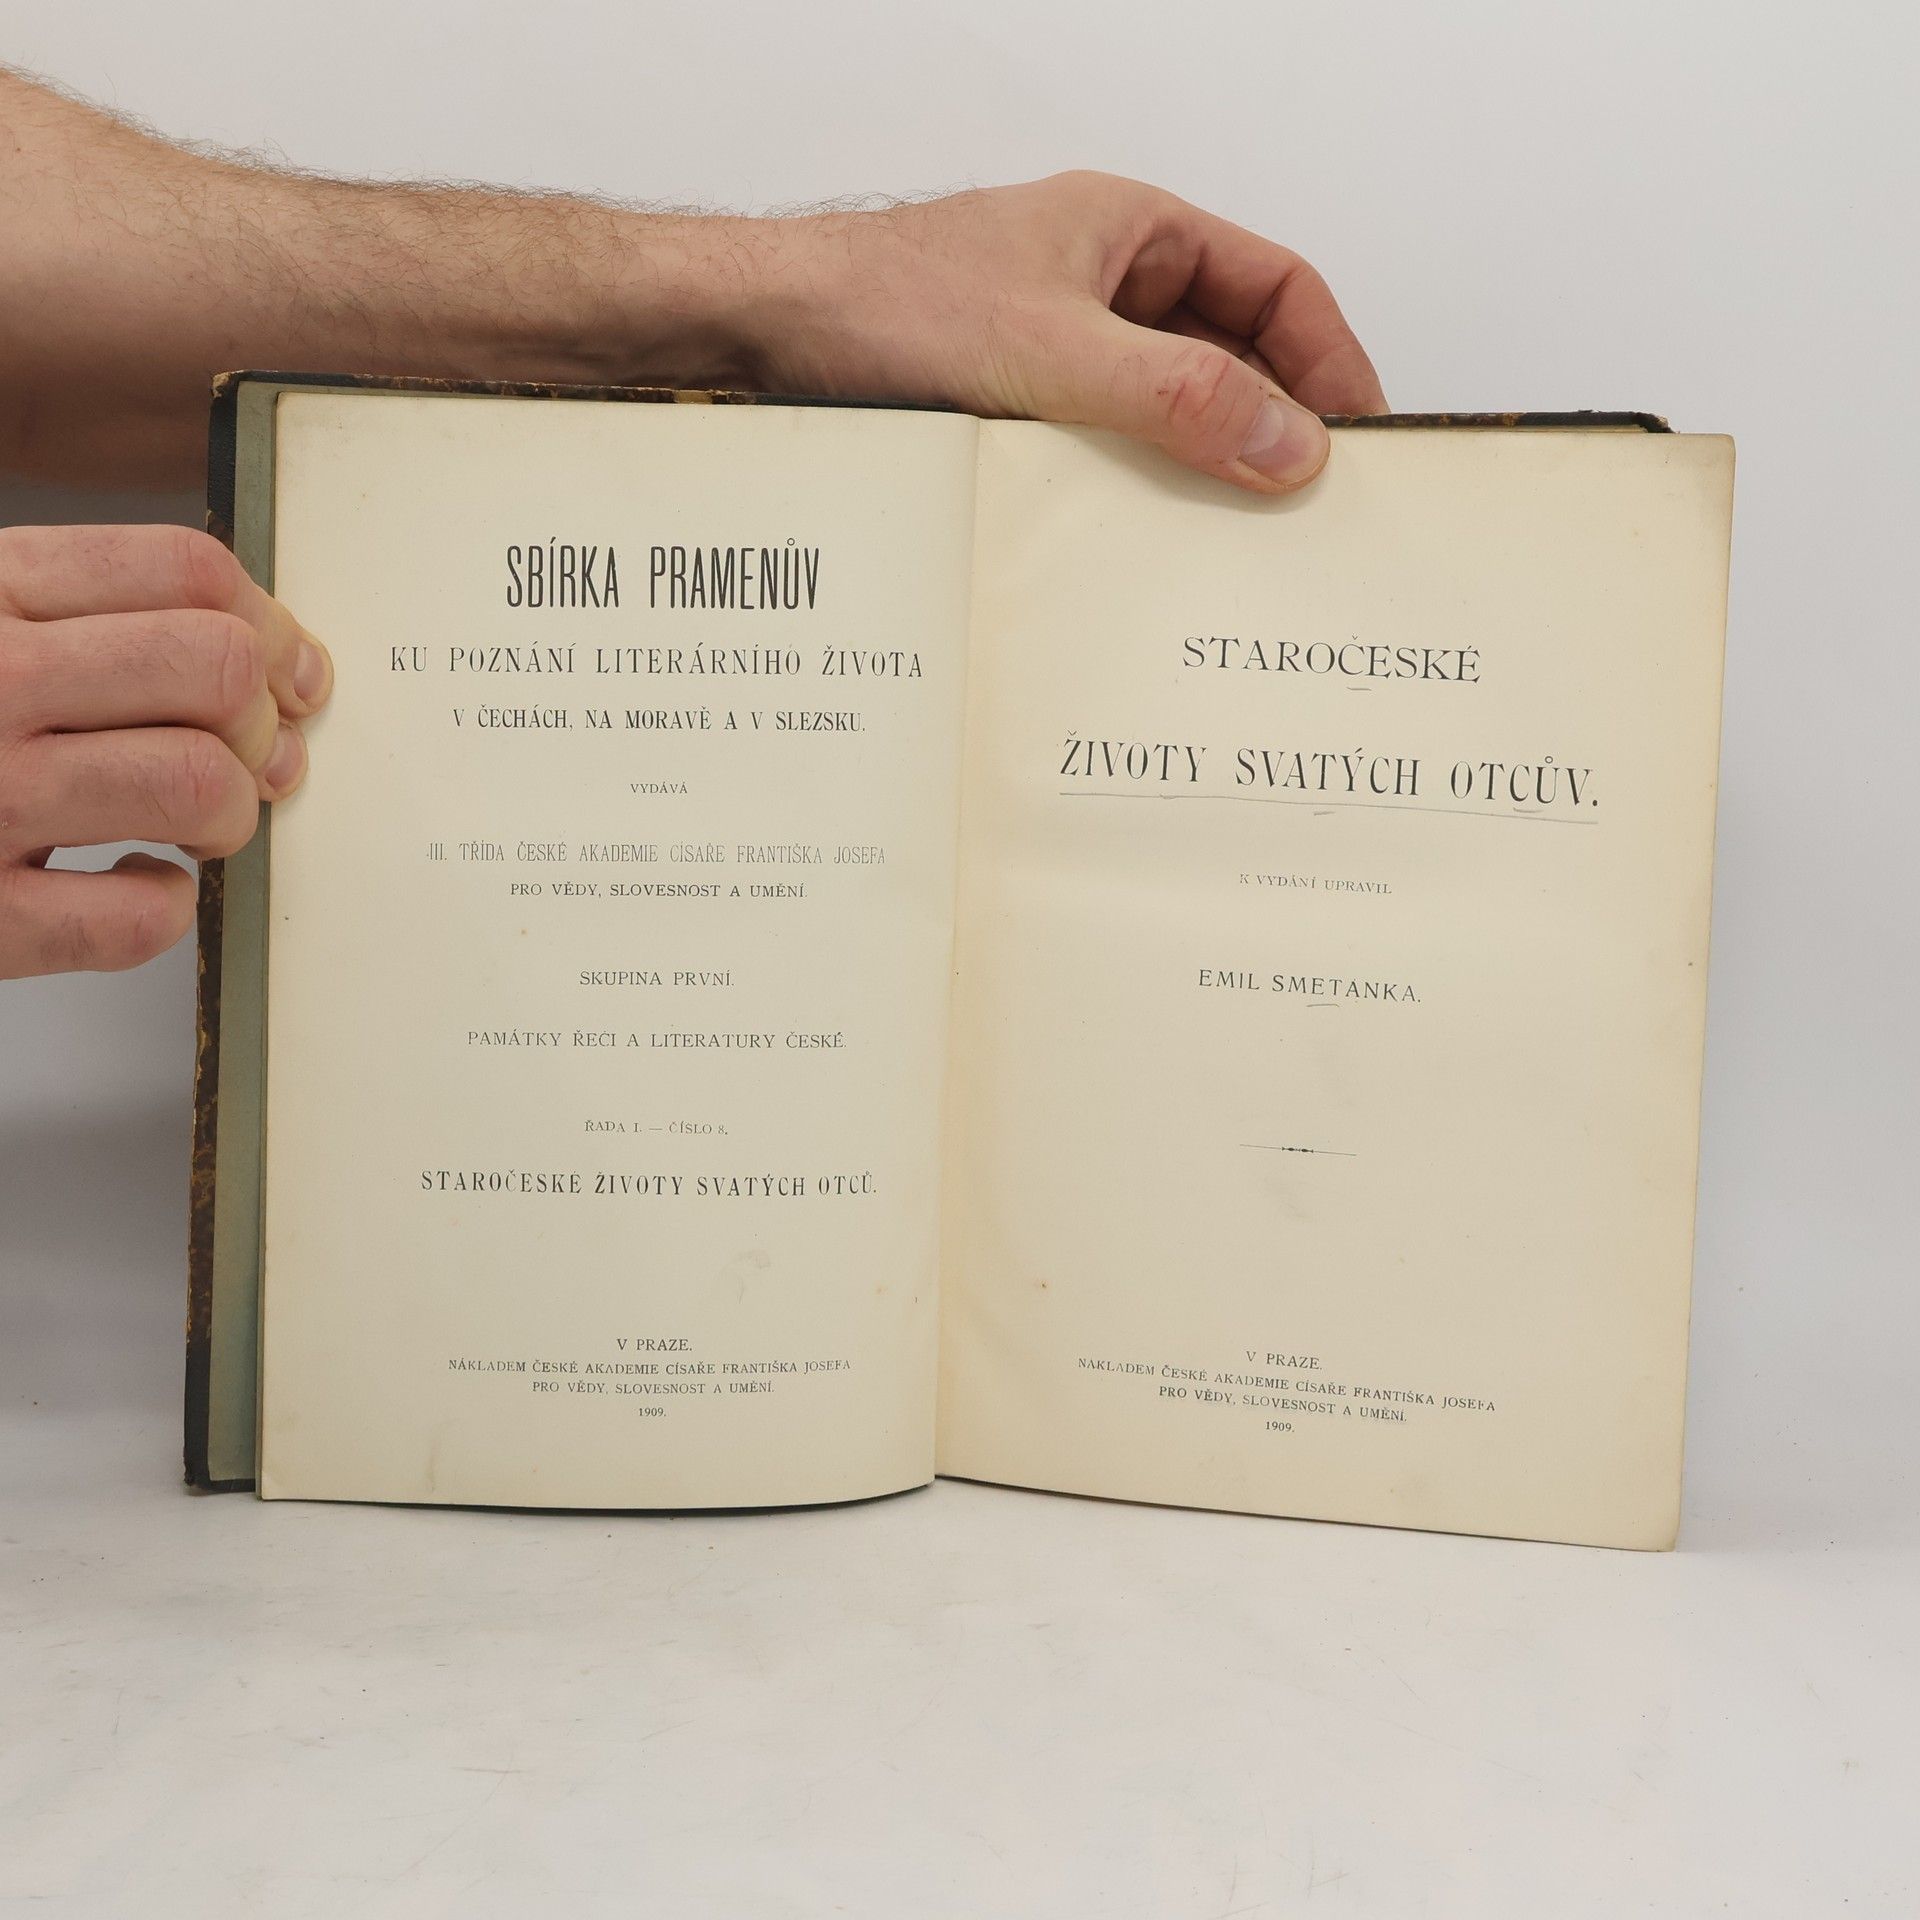 SBÍRKA PRAMENŮV
KU POZNÁNÍ LITERÁRNÍHO ŽIVOTA
V ČECHÁCH, NA MORAVĚ A V SLEZSKU.
VYDÁVÁ
III. TŘÍDA ČESKÉ AKADEMIE CÍSAŘE FRANTIŠKA JOSEFA
PRO VĚDY, SLOVESNOST A UMĚNÍ.
SKUPINA PRVNÍ.
PAMÁTKY ŘEČI A LITERATURY ČESKÉ.
ŘADA I. — ČÍSLO 8.
STAROČESKÉ ŽIVOTY SVATÝCH OTCŮ.
V PRAZE.
NÁKLADEM ČESKÉ AKADEMIE CÍSAŘE FRANTIŠKA JOSEFA
PRO VĚDY, SLOVESNOST A UMĚNÍ.
1909.
STAROČESKÉ
ŽIVOTY SVATÝCH OTCŮV.
K VYDÁNÍ UPRAVIL
EMIL SMETÁNKA.
V PRAZE.
NÁKLADEM ČESKÉ AKADEMIE CÍSAŘE FRANTIŠKA JOSEFA
PRO VĚDY, SLOVESNOST A UMĚNÍ.
1909.